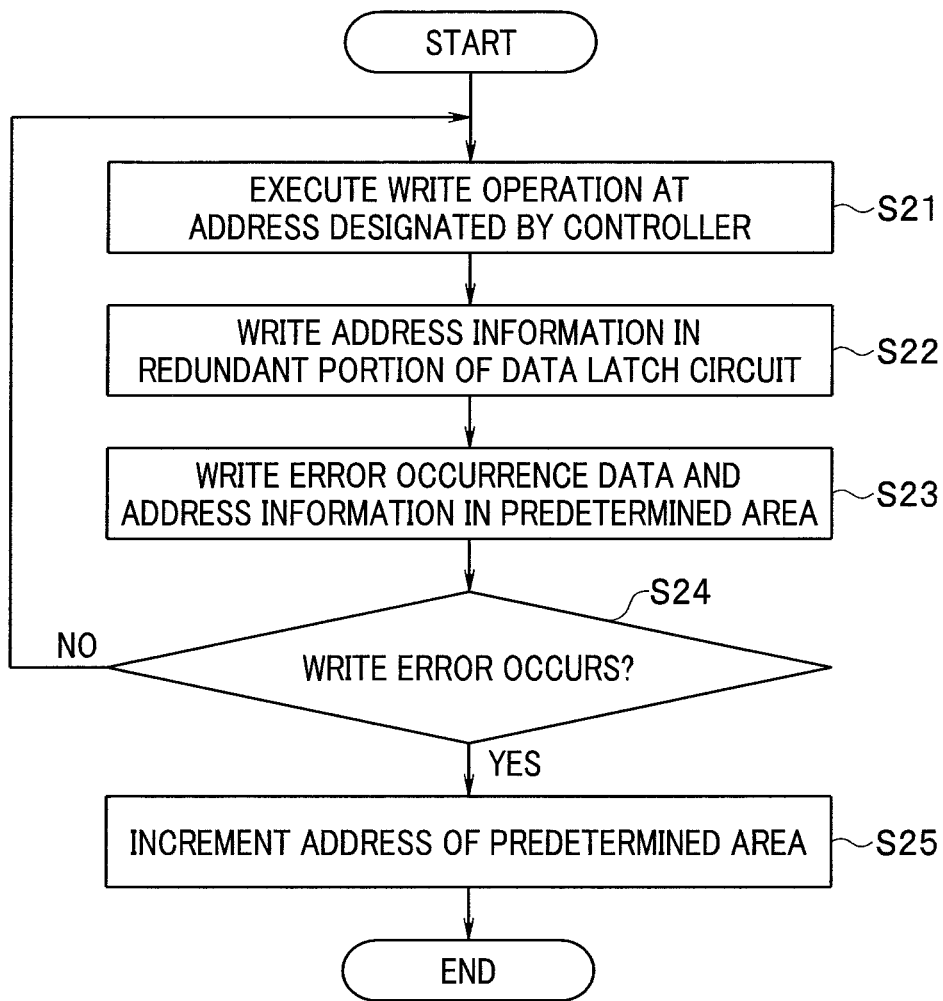 START
EXECUTE WRITE OPERATION AT
ADDRESS DESIGNATED BY CONTROLLER
S21
WRITE ADDRESS INFORMATION IN
REDUNDANT PORTION OF DATA LATCH CIRCUIT
S22
WRITE ERROR OCCURRENCE DATA AND
ADDRESS INFORMATION IN PREDETERMINED AREA
S23
S24
NO
WRITE ERROR OCCURS?
YES
INCREMENT ADDRESS OF PREDETERMINED AREA
S25
END